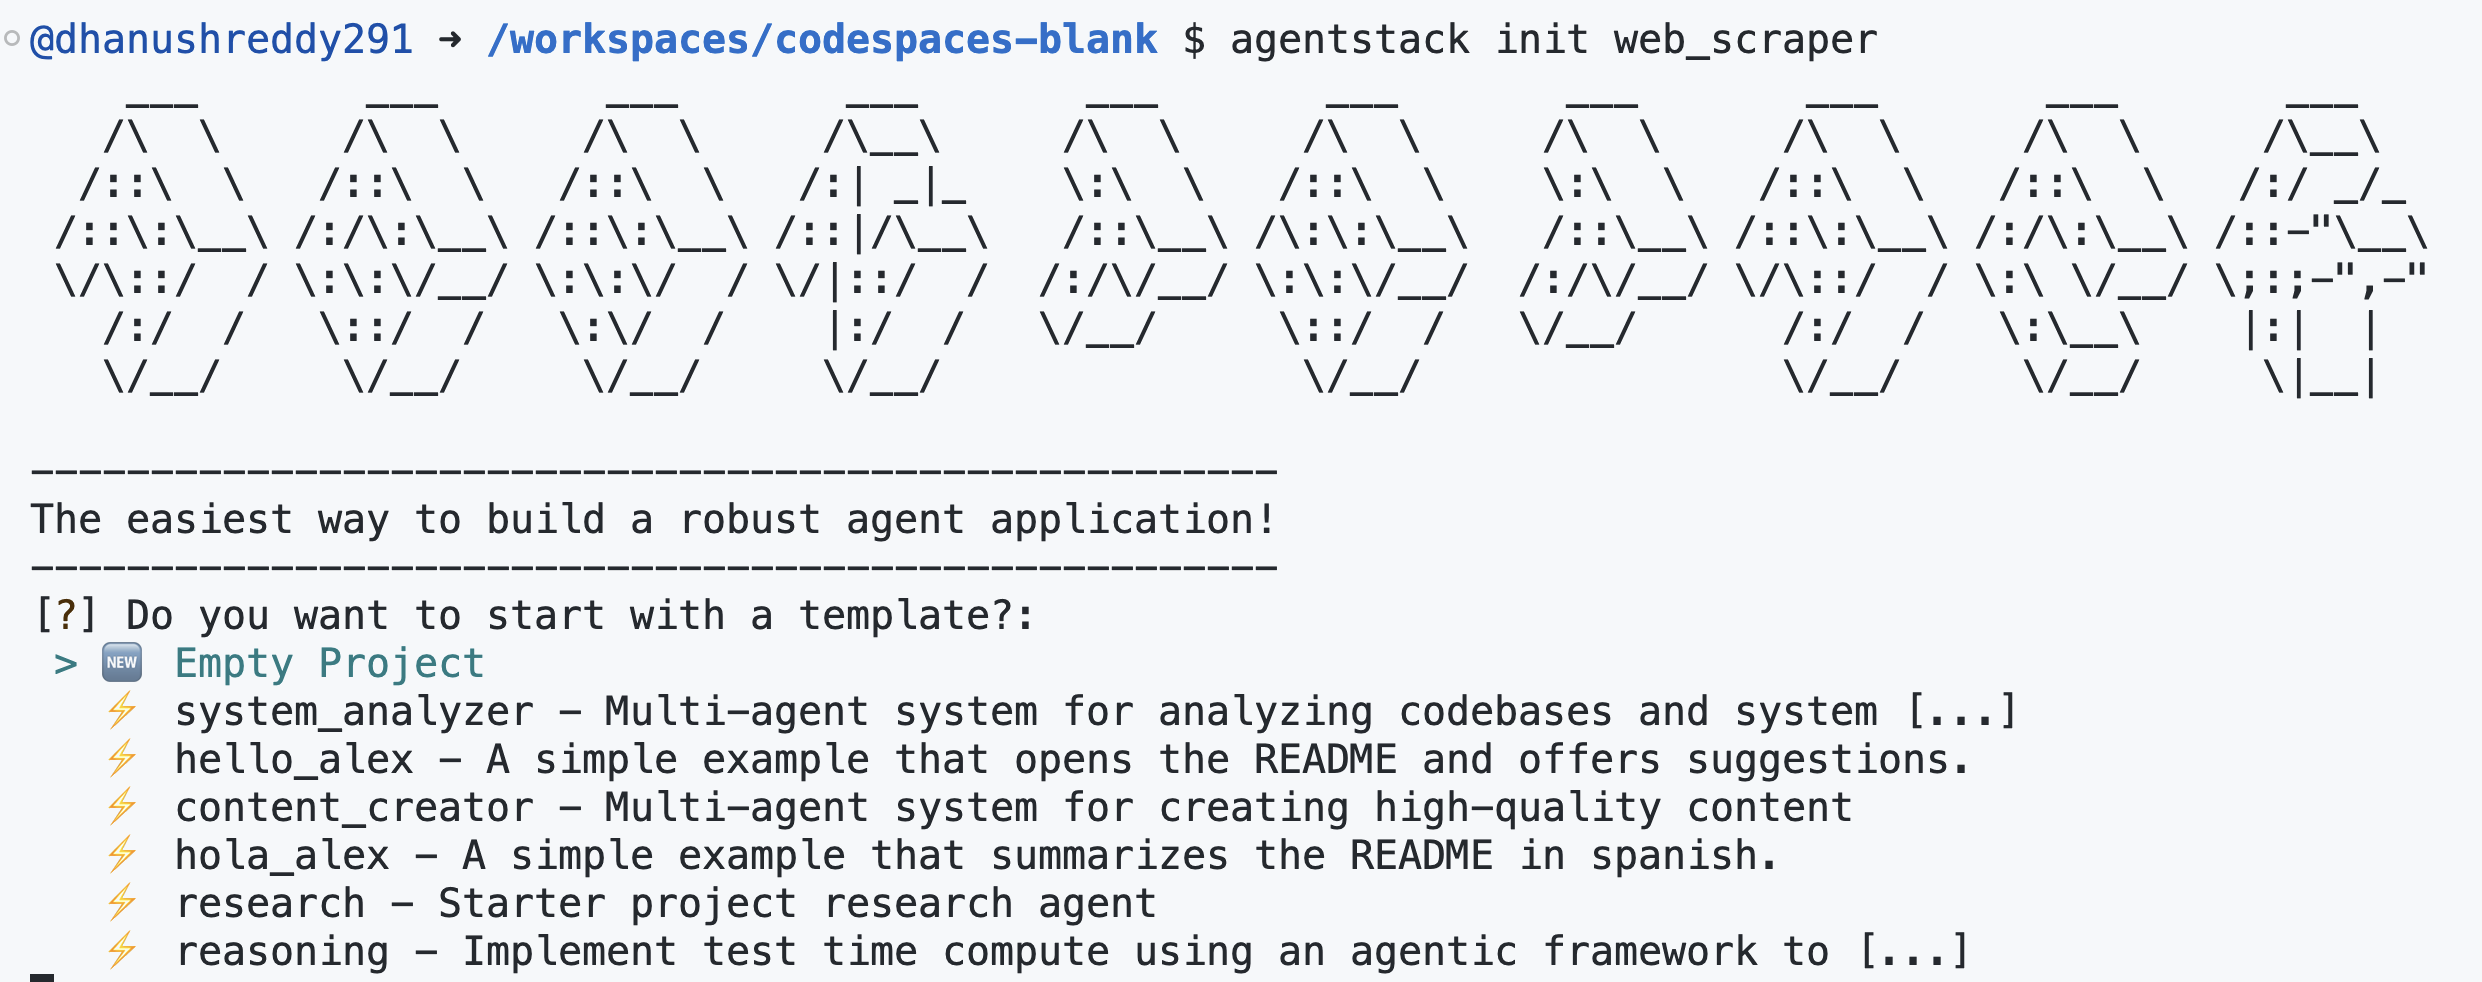 @dhanushreddy291 → /workspaces/codespaces-blank $ agentstack init web_scraper
     ___       ___       ___       ___       ___       ___       ___       ___       ___       ___
    /\  \     /\  \     /\  \     /\__\     /\  \     /\  \     /\  \     /\  \     /\  \     /\__\
   /::\  \   /::\  \   /::\  \   /:| _|_    \:\  \   /::\  \    \:\  \   /::\  \   /::\  \   /:/ _/_
  /::\:\__\ /:/\:\__\ /::\:\__\ /::|/\__\   /::\__\ /\:\:\__\   /::\__\ /::\:\__\ /:/\:\__\ /::-"\__\
  \/\::/  / \:\:\/__/ \:\:\/  / \/|::/  /  /:/\/__/ \:\:\/__/  /:/\/__/ \/\::/  / \:\ \/__/ \;:;-",-"
    /:/  /   \::/  /   \:\/  /    |:/  /   \/__/     \::/  /   \/__/      /:/  /   \:\__\    |:|  |
    \/__/     \/__/     \/__/     \/__/               \/__/               \/__/     \/__/     \|__|
----------------------------------------------------
The easiest way to build a robust agent application!
----------------------------------------------------
[?] Do you want to start with a template?:
 > 🆕 Empty Project
   ⚡ system_analyzer - Multi-agent system for analyzing codebases and system [...]
   ⚡ hello_alex - A simple example that opens the README and offers suggestions.
   ⚡ content_creator - Multi-agent system for creating high-quality content
   ⚡ hola_alex - A simple example that summarizes the README in spanish.
   ⚡ research - Starter project research agent
   ⚡ reasoning - Implement test time compute using an agentic framework to [...]